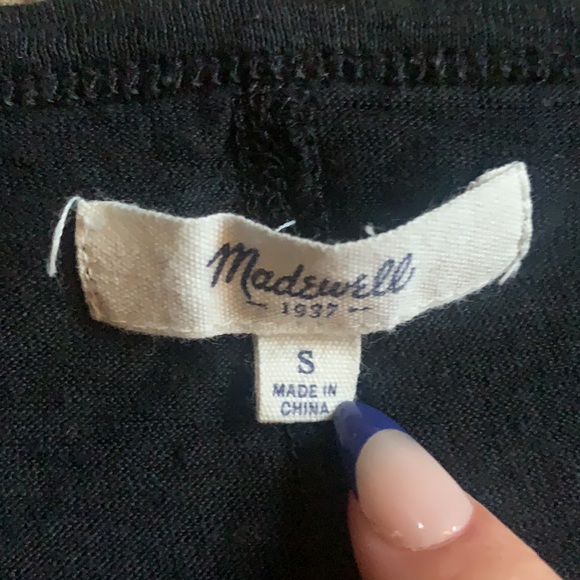 Madewell
— 1937 —
S
MADE IN
CHINA